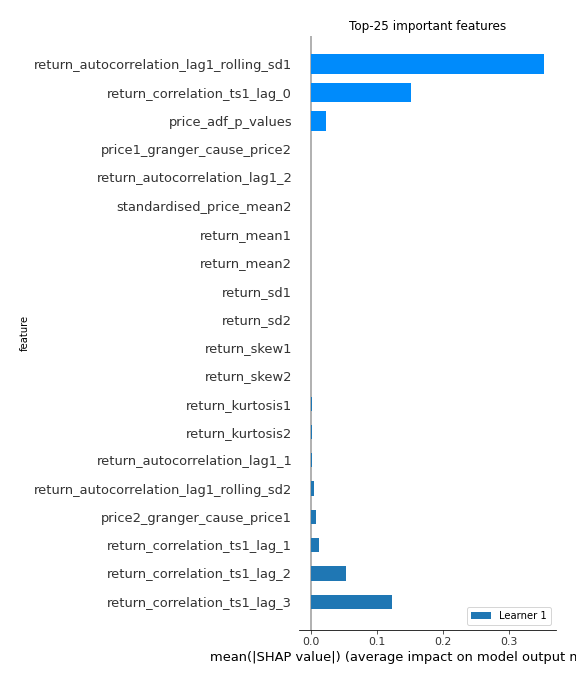 Top-25 important features
return_autocorrelation_lag1_rolling_sd1
return_correlation_ts1_lag_0
price_adf_p_values
price1_granger_cause_price2
return_autocorrelation_lag1_2
standardised_price_mean2
return_mean1
return_mean2
return_sd1
return_sd2
return_skew1
return_skew2
return_kurtosis1
return_kurtosis2
return_autocorrelation_lag1_1
return_autocorrelation_lag1_rolling_sd2
price2_granger_cause_price1
return_correlation_ts1_lag_1
return_correlation_ts1_lag_2
return_correlation_ts1_lag_3
feature
Learner 1
0.0 0.1 0.2 0.3
mean(|SHAP value|) (average impact on model output